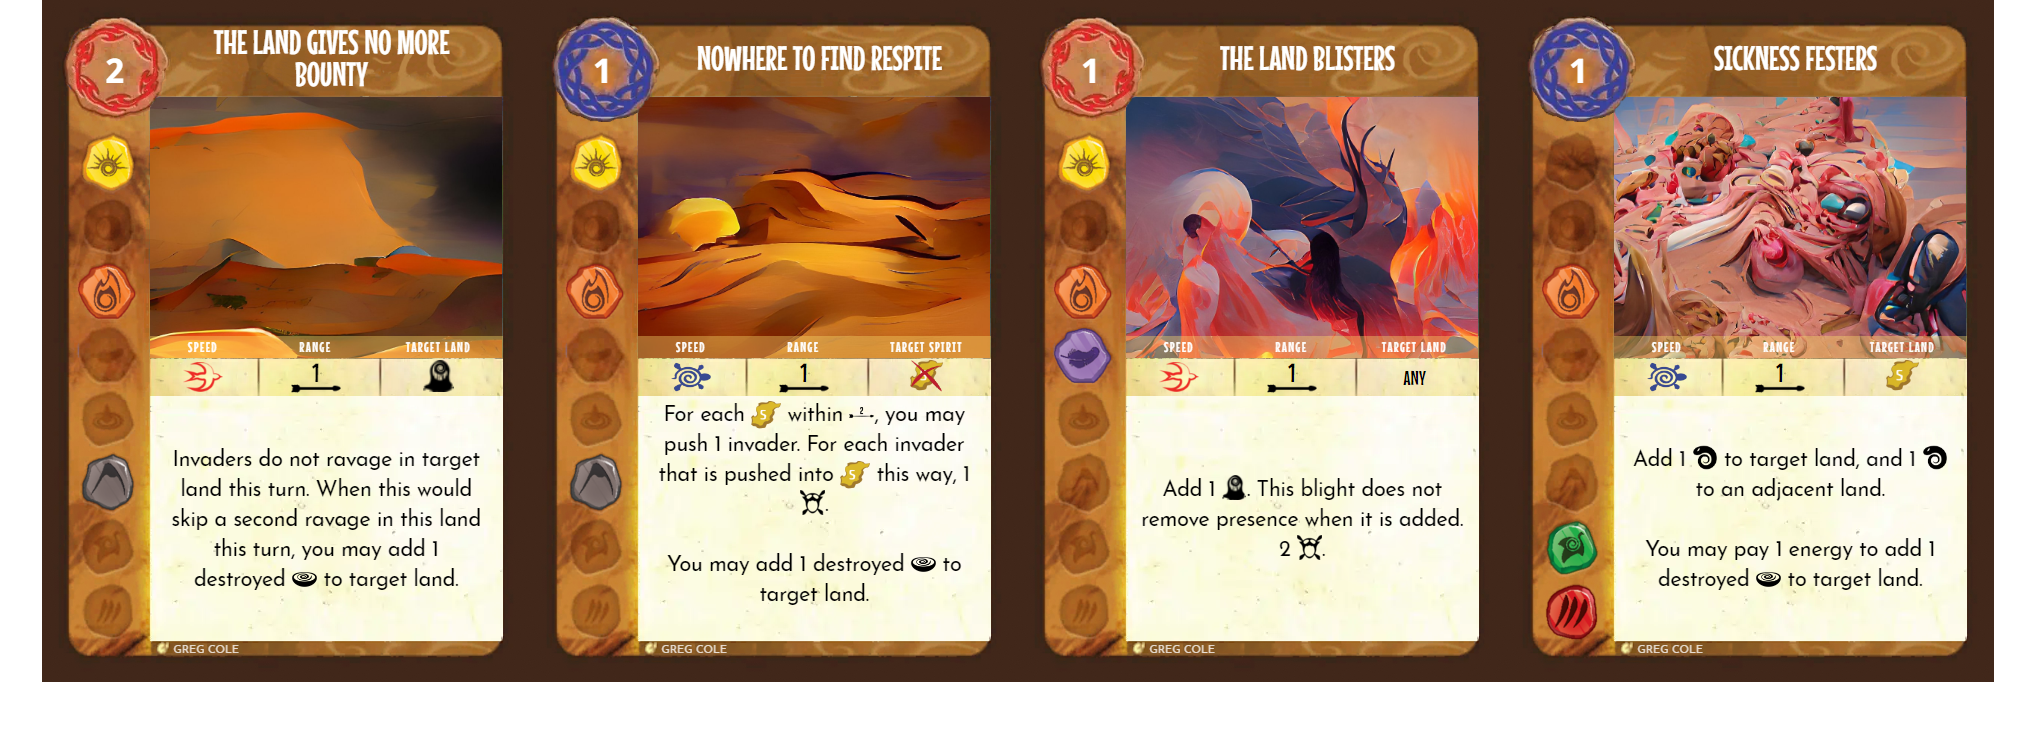 2
THE LAND GIVES NO MORE
BOUNTY
SPEED RANGE TARGET LAND
1
Invaders do not ravage in target
land this turn. When this would
skip a second ravage in this land
this turn, you may add 1
destroyed to target land.
GREG COLE
1
NOWHERE TO FIND RESPITE
SPEED RANGE TARGET SPIRIT
1
For each S within 2, you may
push 1 invader. For each invader
that is pushed into S this way, 1
.
You may add 1 destroyed to
target land.
GREG COLE
1
THE LAND BLISTERS
SPEED RANGE TARGET LAND
1 ANY
Add 1 . This blight does not
remove presence when it is added.
2 .
GREG COLE
1
SICKNESS FESTERS
SPEED RANGE TARGET LAND
1 S
Add 1 to target land, and 1
to an adjacent land.
You may pay 1 energy to add 1
destroyed to target land.
GREG COLE